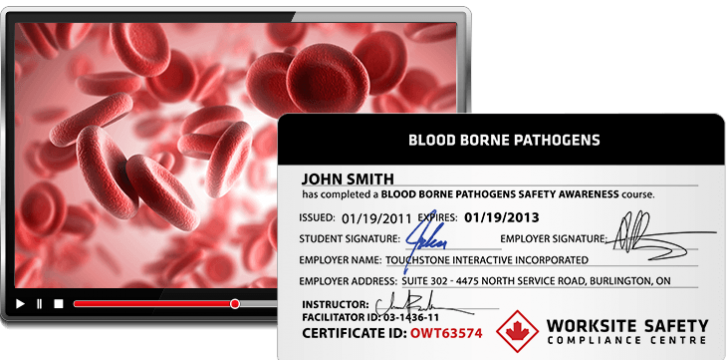 BLOOD BORNE PATHOGENS
JOHN SMITH
has completed a BLOOD BORNE PATHOGENS SAFETY AWARENESS course.
ISSUED: 01/19/2011 EXPIRES: 01/19/2013
STUDENT SIGNATURE: John EMPLOYER SIGNATURE:
EMPLOYER NAME: TOUCHSTONE INTERACTIVE INCORPORATED
EMPLOYER ADDRESS: SUITE 302 - 4475 NORTH SERVICE ROAD, BURLINGTON, ON
INSTRUCTOR:
FACILITATOR ID: 03-1436-11
CERTIFICATE ID: OWT63574
WORKSITE SAFETY
COMPLIANCE CENTRE